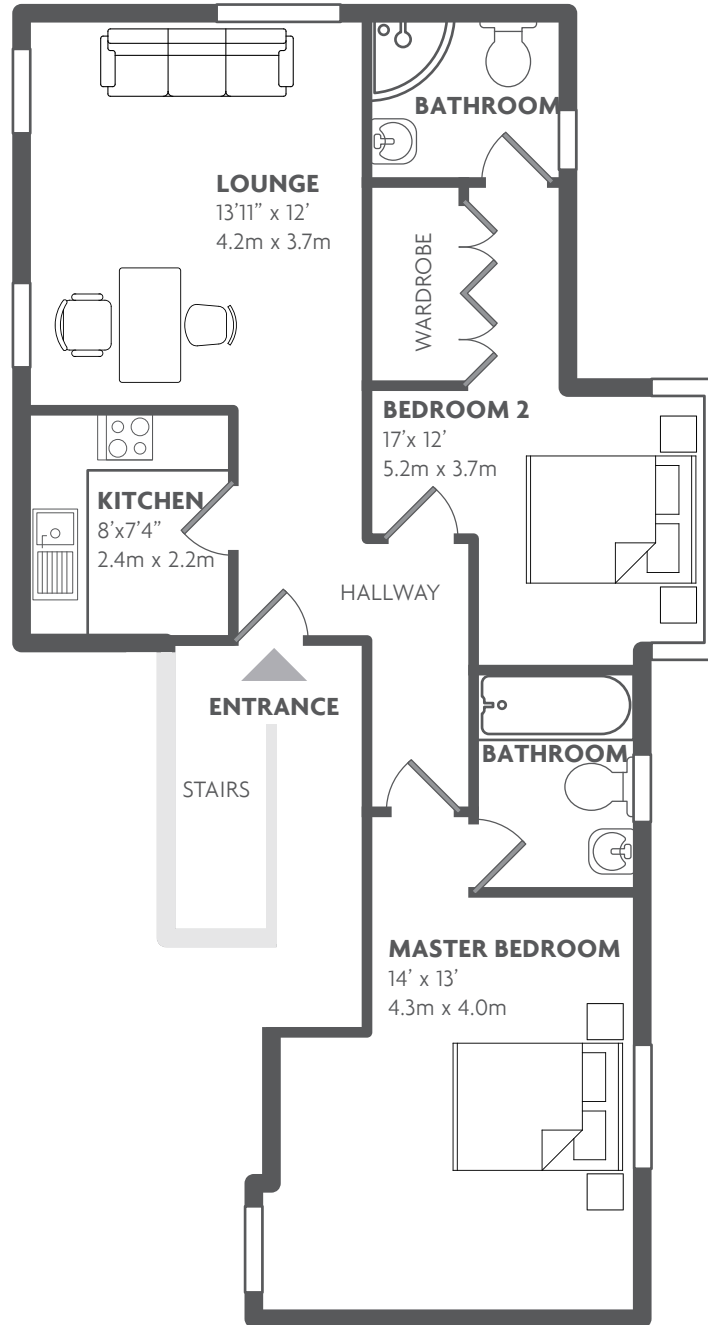 BATHROOM
LOUNGE
13’11” x 12’
4.2m x 3.7m
WARDROBE
BEDROOM 2
17’x 12’
5.2m x 3.7m
KITCHEN
8’x7’4”
2.4m x 2.2m
HALLWAY
ENTRANCE
STAIRS
BATHROOM
MASTER BEDROOM
14’ x 13’
4.3m x 4.0m